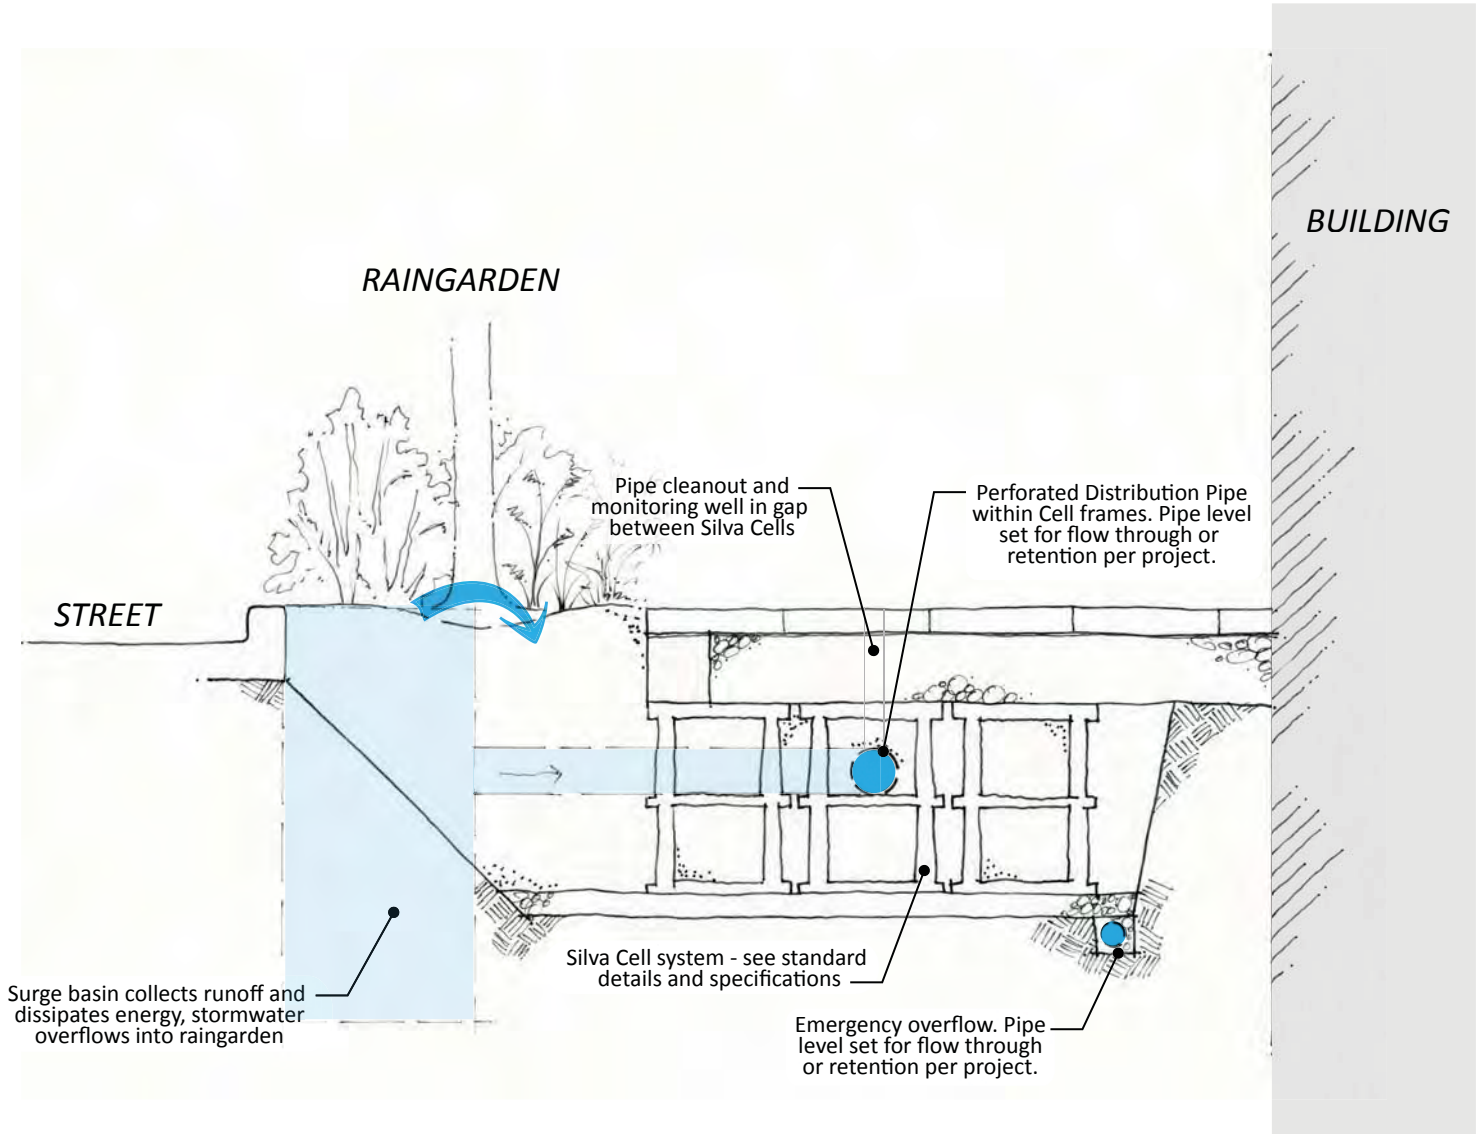 BUILDING
RAINGARDEN
Pipe cleanout and
monitoring well in gap
between Silva Cells
Perforated Distribution Pipe
within Cell frames. Pipe level
set for flow through or
retention per project.
STREET
Silva Cell system - see standard
details and specifications
Surge basin collects runoff and
dissipates energy, stormwater
overflows into raingarden
Emergency overflow. Pipe
level set for flow through
or retention per project.